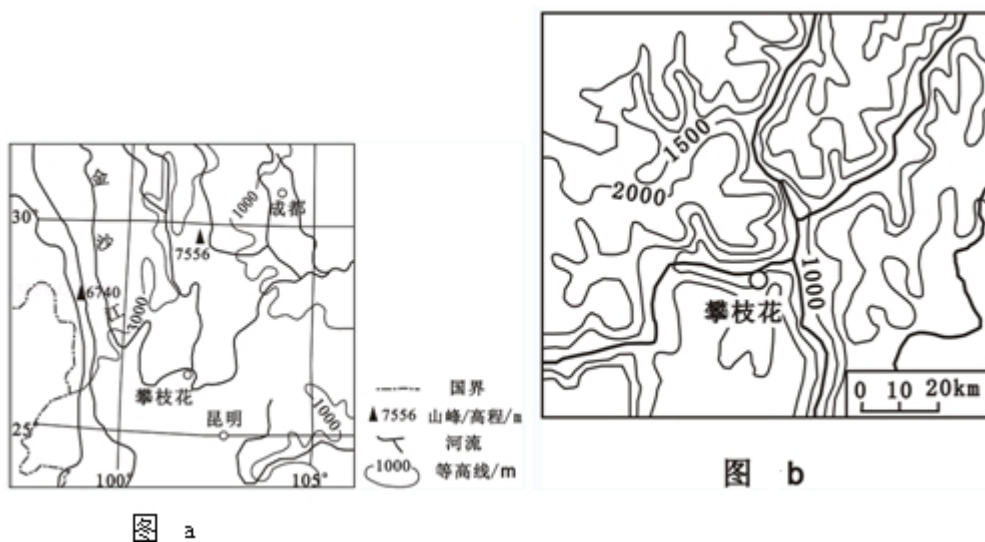 金
沙
江
1000
成都
30°
7556
6740
3000
攀枝花
昆明
25°
1000
100°
105°
国界
7556 山峰/高程/m
河流
1000 等高线/m
图 a
1500
2000
1000
攀枝花
0 10 20km
图 b